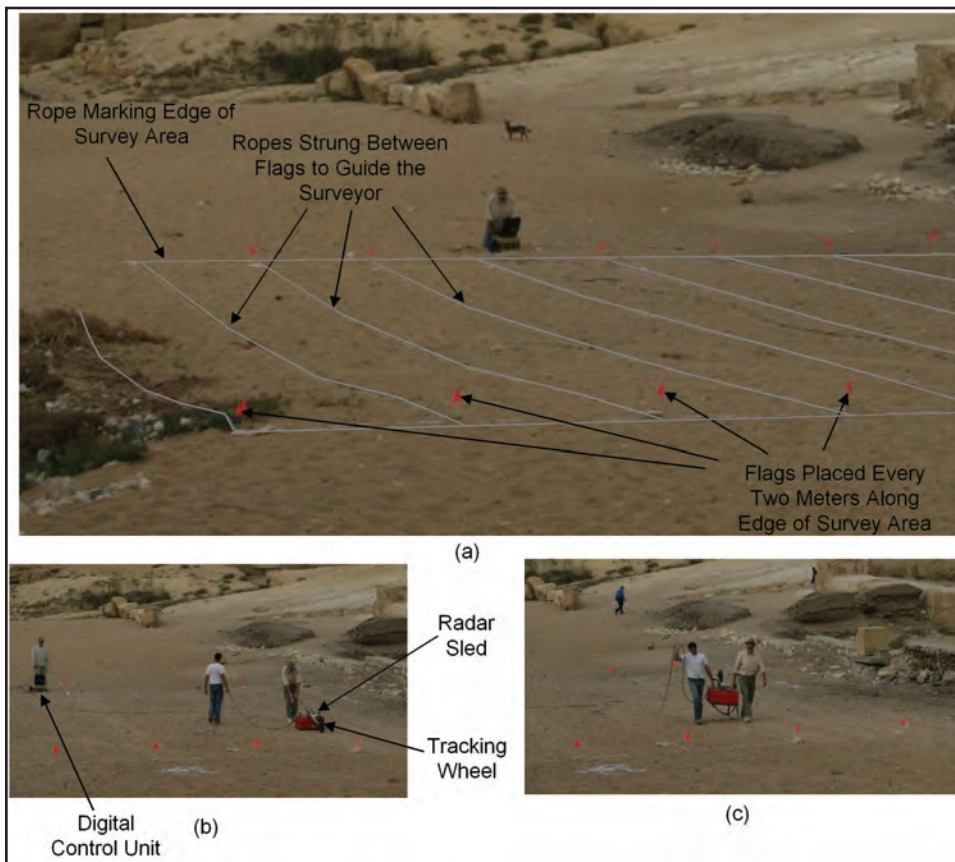 Rope Marking Edge of
Survey Area
Ropes Strung Between
Flags to Guide the
Surveyor
Flags Placed Every
Two Meters Along
Edge of Survey Area
(a)
Radar
Sled
Tracking
Wheel
Digital
Control Unit
(b)
(c)